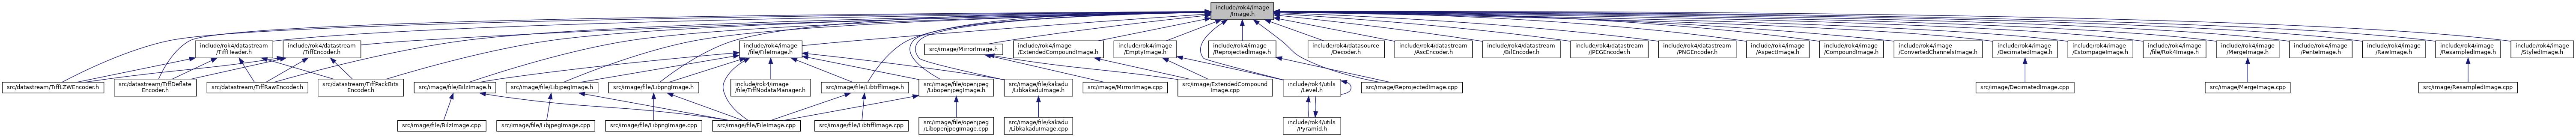 include/rok4/image
/Image.h
include/rok4/datastream
/TiffHeader.h
include/rok4/datastream
/TiffEncoder.h
include/rok4/image
/file/FileImage.h
src/image/MirrorImage.h
include/rok4/image
/ExtendedCompoundImage.h
include/rok4/image
/EmptyImage.h
include/rok4/image
/ReprojectedImage.h
include/rok4/datasource
/Decoder.h
include/rok4/datastream
/AscEncoder.h
include/rok4/datastream
/BilEncoder.h
include/rok4/datastream
/JPEGEncoder.h
include/rok4/datastream
/PNGEncoder.h
include/rok4/image
/AspectImage.h
include/rok4/image
/CompoundImage.h
include/rok4/image
/ConvertedChannelsImage.h
include/rok4/image
/DecimatedImage.h
include/rok4/image
/EstompageImage.h
include/rok4/image
/file/Rok4Image.h
include/rok4/image
/MergeImage.h
include/rok4/image
/PenteImage.h
include/rok4/image
/RawImage.h
include/rok4/image
/ResampledImage.h
include/rok4/image
/StyledImage.h
src/datastream/TiffLZWEncoder.h
src/datastream/TiffDeflate
Encoder.h
src/datastream/TiffRawEncoder.h
src/datastream/TiffPackBits
Encoder.h
src/image/file/BilzImage.h
src/image/file/LibjpegImage.h
src/image/file/LibpngImage.h
include/rok4/image
/file/TiffNodataManager.h
src/image/file/LibtiffImage.h
src/image/file/openjpeg
/LibopenjpegImage.h
src/image/file/kakadu
/LibkakaduImage.h
src/image/MirrorImage.cpp
src/image/ExtendedCompound
Image.cpp
include/rok4/utils
/Level.h
src/image/ReprojectedImage.cpp
src/image/DecimatedImage.cpp
src/image/MergeImage.cpp
src/image/ResampledImage.cpp
src/image/file/BilzImage.cpp
src/image/file/LibjpegImage.cpp
src/image/file/LibpngImage.cpp
src/image/file/FileImage.cpp
src/image/file/LibtiffImage.cpp
src/image/file/openjpeg
/LibopenjpegImage.cpp
src/image/file/kakadu
/LibkakaduImage.cpp
include/rok4/utils
/Pyramid.h